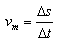 v_m = Δs/Δt